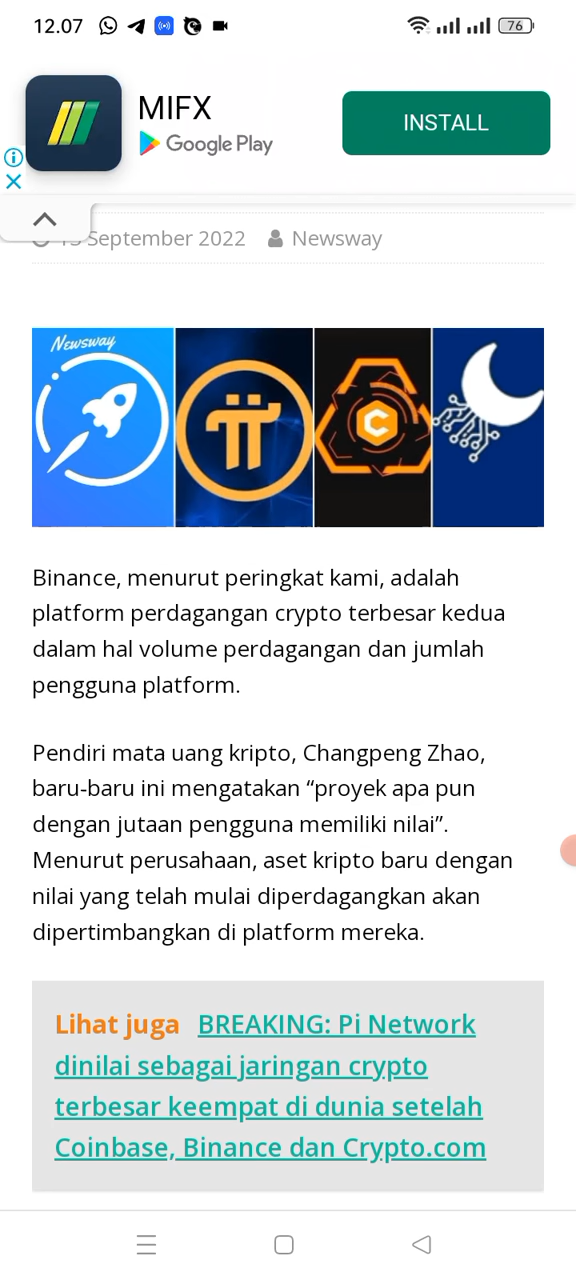 12.07
76
MIFX
Google Play
INSTALL
September 2022 Newsway
Newsway
Binance, menurut peringkat kami, adalah
platform perdagangan crypto terbesar kedua
dalam hal volume perdagangan dan jumlah
pengguna platform.
Pendiri mata uang kripto, Changpeng Zhao,
baru-baru ini mengatakan “proyek apa pun
dengan jutaan pengguna memiliki nilai”.
Menurut perusahaan, aset kripto baru dengan
nilai yang telah mulai diperdagangkan akan
dipertimbangkan di platform mereka.
Lihat juga BREAKING: Pi Network
dinilai sebagai jaringan crypto
terbesar keempat di dunia setelah
Coinbase, Binance dan Crypto.com